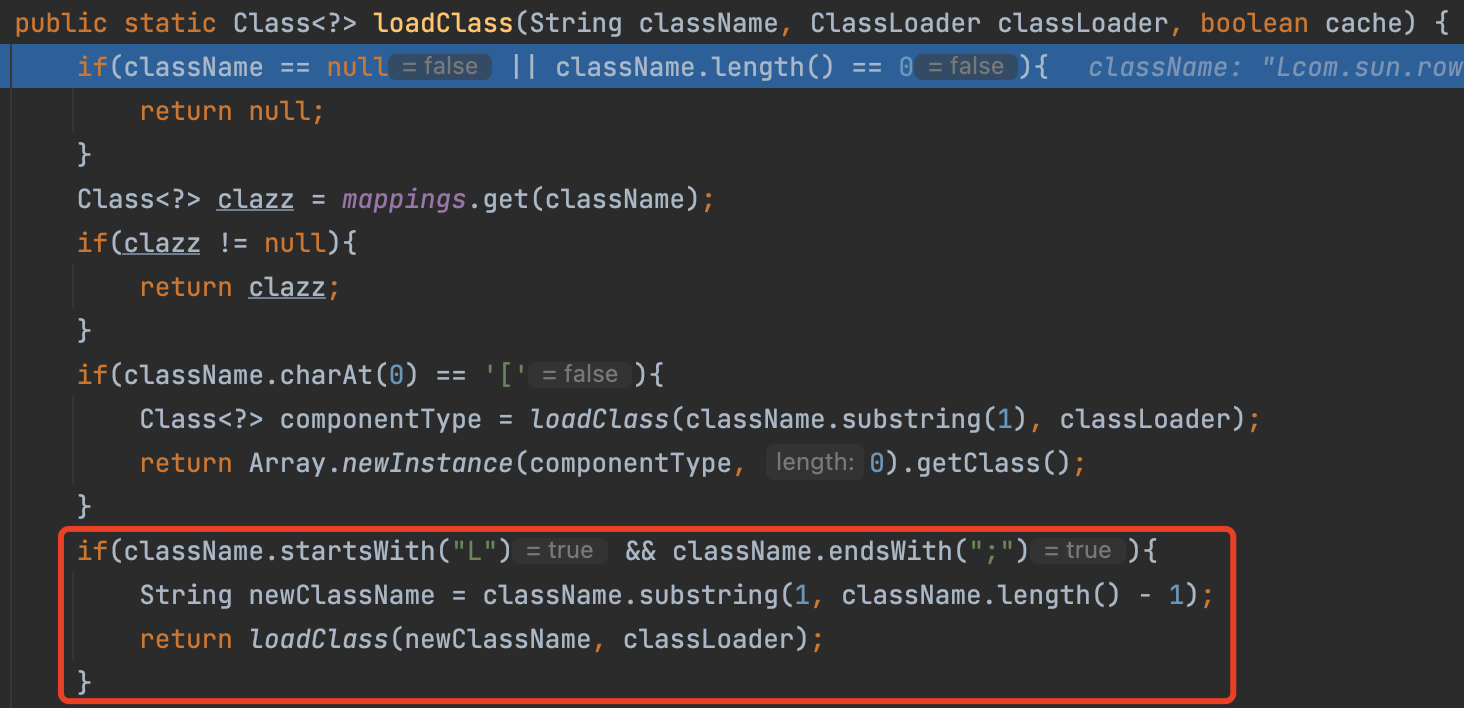 public static Class<?> loadClass(String className, ClassLoader classLoader, boolean cache) {
if(className == null = false || className.length() == 0 = false ){ className: "Lcom.sun.row
return null;
}
Class<?> clazz = mappings.get(className);
if(clazz != null){
return clazz;
}
if(className.charAt(0) == '[' = false ){
Class<?> componentType = loadClass(className.substring(1), classLoader);
return Array.newInstance(componentType, length: 0).getClass();
}
if(className.startsWith("L") = true && className.endsWith(";") = true ){
String newClassName = className.substring(1, className.length() - 1);
return loadClass(newClassName, classLoader);
}